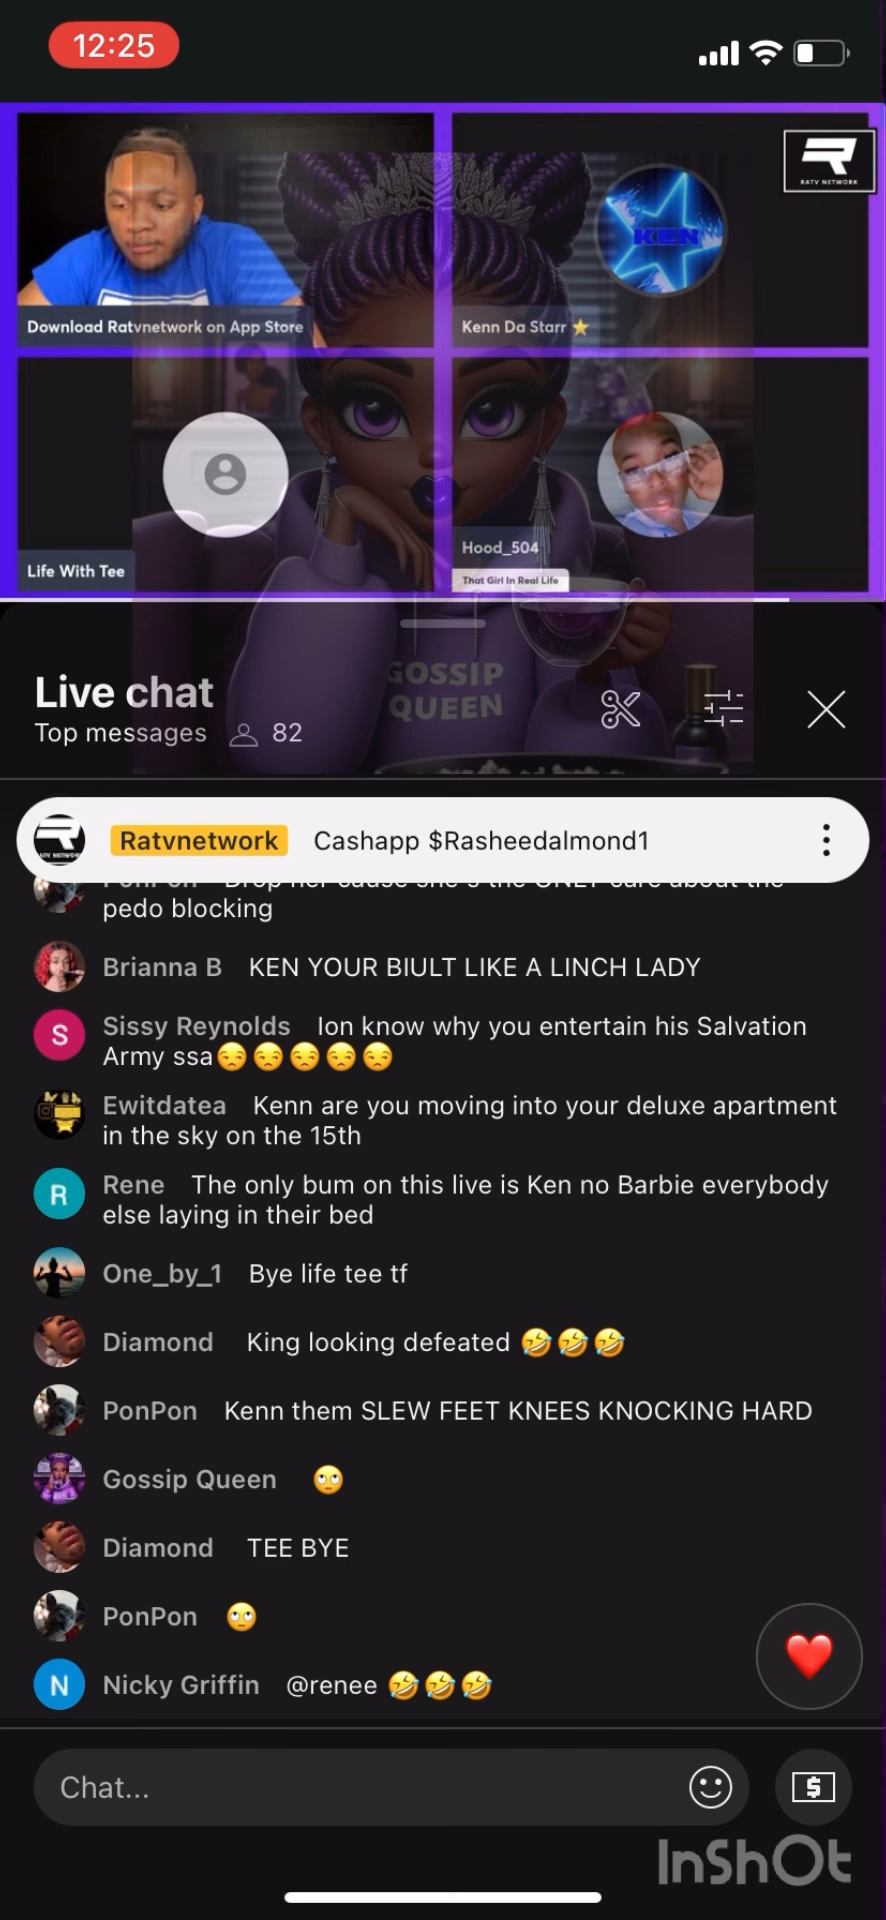 12:25
RATV NETWORK
KEN
Download Ratvnetwork on App Store
Kenn Da Starr ⭐
Life With Tee
Hood_504
That Girl In Real Life
GOSSIP
QUEEN
Live chat
Top messages 82
Ratvnetwork Cashapp $Rasheedalmond1
pedo blocking
Brianna B KEN YOUR BIULT LIKE A LINCH LADY
Sissy Reynolds Ion know why you entertain his Salvation
Army ssa😒😒😒😒😒
Ewitdatea Kenn are you moving into your deluxe apartment
in the sky on the 15th
Rene The only bum on this live is Ken no Barbie everybody
else laying in their bed
One_by_1 Bye life tee tf
Diamond King looking defeated 🤣🤣🤣
PonPon Kenn them SLEW FEET KNEES KNOCKING HARD
Gossip Queen 🙄
Diamond TEE BYE
PonPon 🙄
Nicky Griffin @renee 🤣🤣🤣
Chat...
InShOt